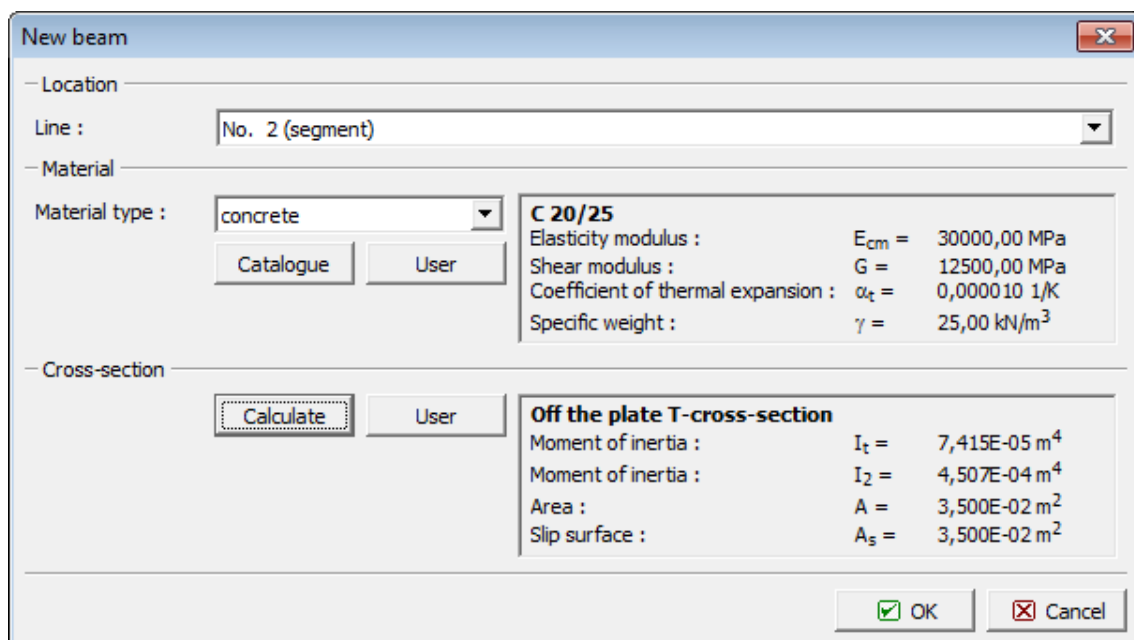 New beam
Location
Line :
No. 2 (segment)
Material
Material type :
concrete
Catalogue
User
C 20/25
Elasticity modulus : Ecm = 30000,00 MPa
Shear modulus : G = 12500,00 MPa
Coefficient of thermal expansion : αt = 0,000010 1/K
Specific weight : γ = 25,00 kN/m³
Cross-section
Calculate
User
Off the plate T-cross-section
Moment of inertia : It = 7,415E-05 m⁴
Moment of inertia : I2 = 4,507E-04 m⁴
Area : A = 3,500E-02 m²
Slip surface : As = 3,500E-02 m²
OK
Cancel